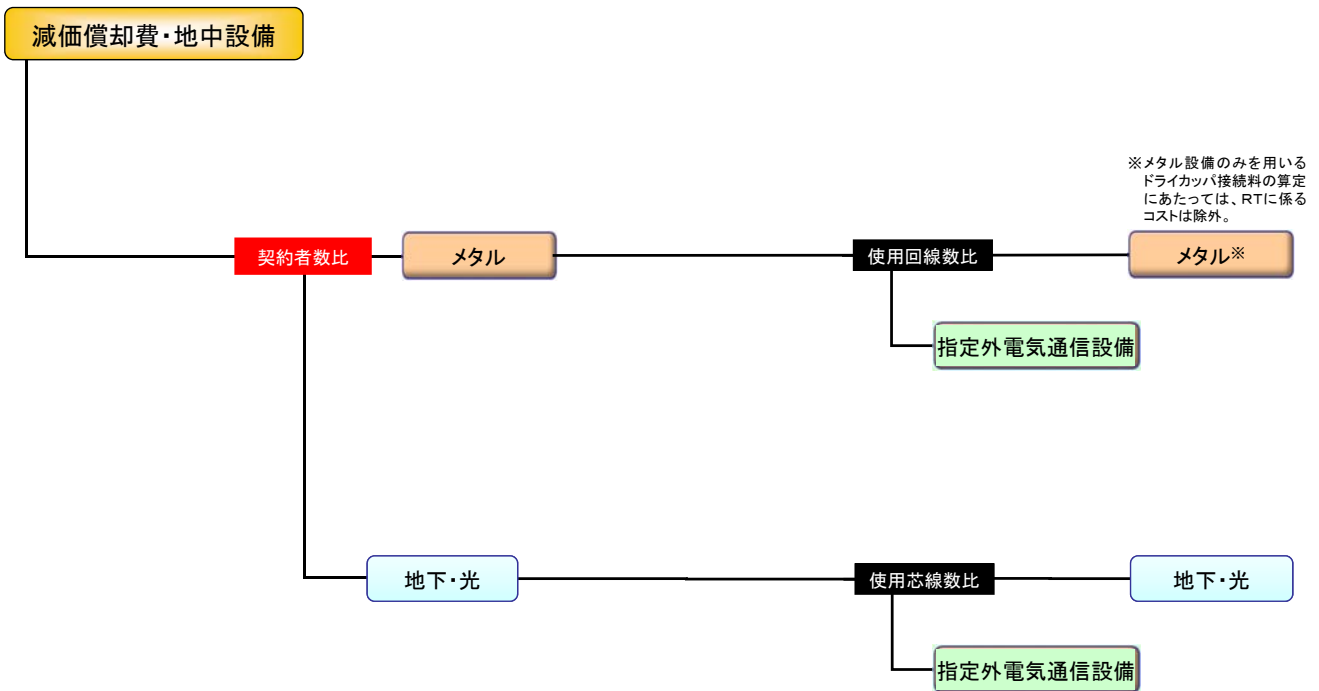 減価償却費・地中設備
※メタル設備のみを用いる
ドライカッパ接続料の算定
にあたっては、RTに係る
コストは除外。
契約者数比
メタル
使用回線数比
メタル※
指定外電気通信設備
地下・光
使用芯線数比
地下・光
指定外電気通信設備